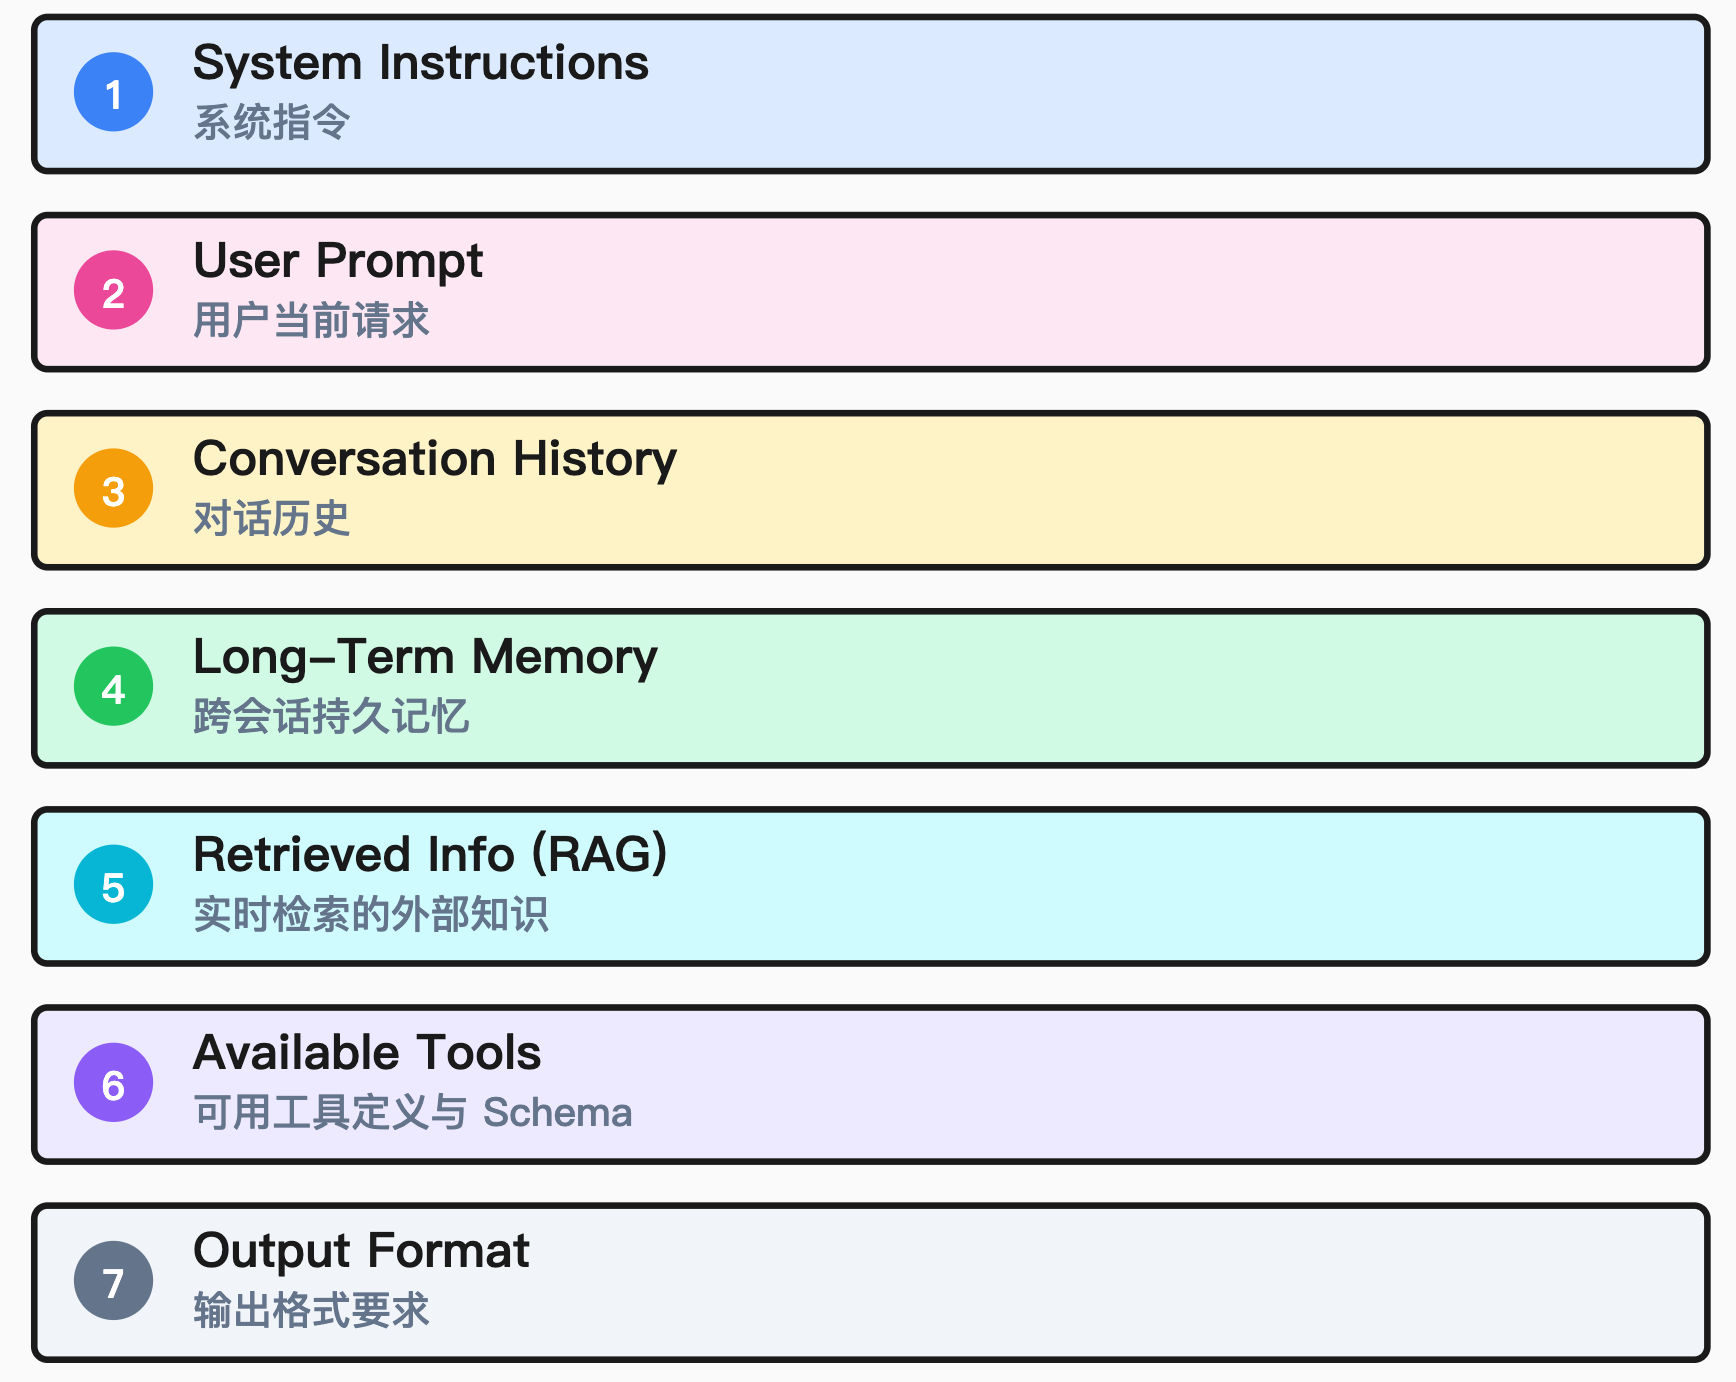 1
System Instructions
系统指令
2
User Prompt
用户当前请求
3
Conversation History
对话历史
4
Long-Term Memory
跨会话持久记忆
5
Retrieved Info (RAG)
实时检索的外部知识
6
Available Tools
可用工具定义与 Schema
7
Output Format
输出格式要求